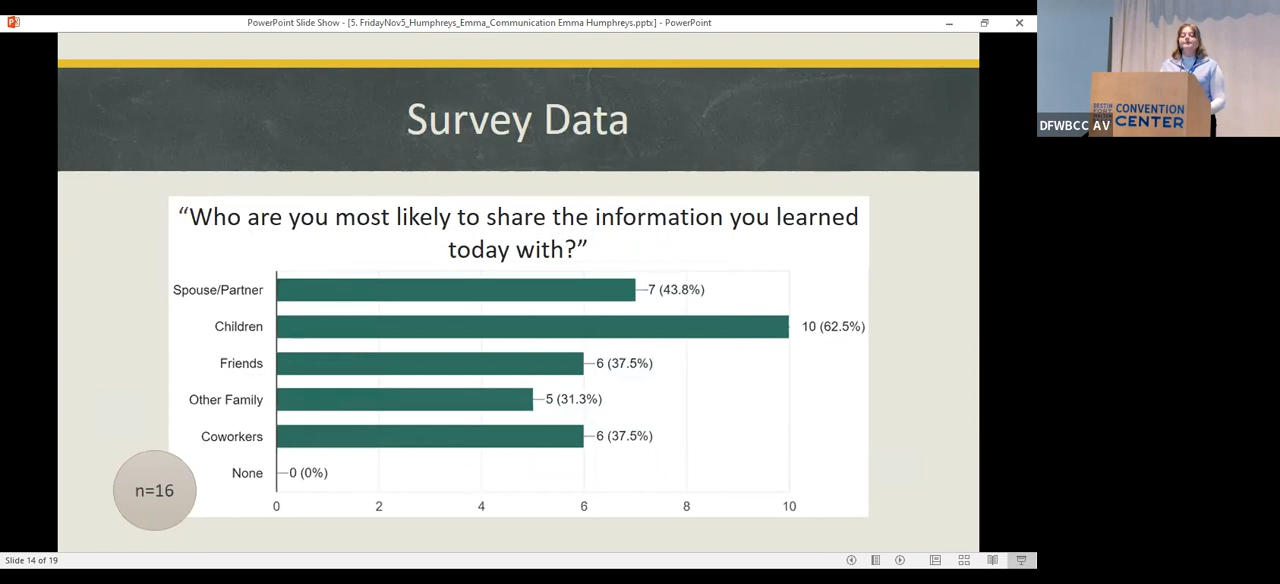 PowerPoint Slide Show - [5. FridayNov5_Humphreys_Emma_Communication Emma Humphreys.pptx] - PowerPoint
Survey Data
“Who are you most likely to share the information you learned
today with?”
Spouse/Partner 7 (43.8%)
Children 10 (62.5%)
Friends 6 (37.5%)
Other Family 5 (31.3%)
Coworkers 6 (37.5%)
None 0 (0%)
0 2 4 6 8 10
n=16
Slide 14 of 19
DESTIN
FORT
WALTON
CONVENTION
CENTER
DFWBCC AV